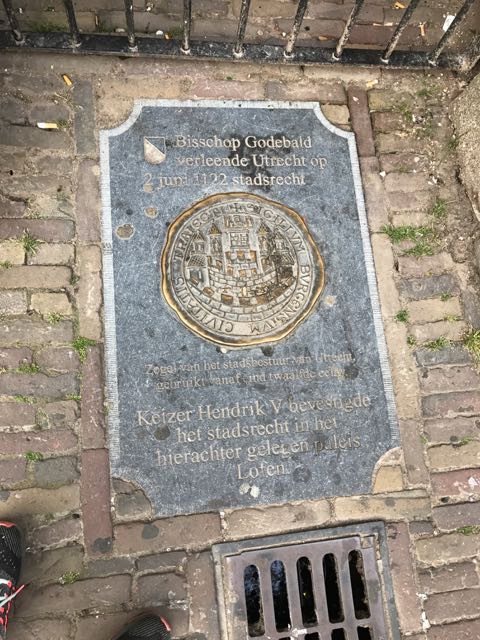 Bisschop Godebald
verleende Utrecht op
2 juni 1122 stadsrecht
Zegel van het stadsbestuur van Utrecht,
gebruikt vanaf eind twaalfde eeuw
Keizer Hendrik V bevestigde
het stadsrecht in het
hierachter gelegen paleis
Lofen